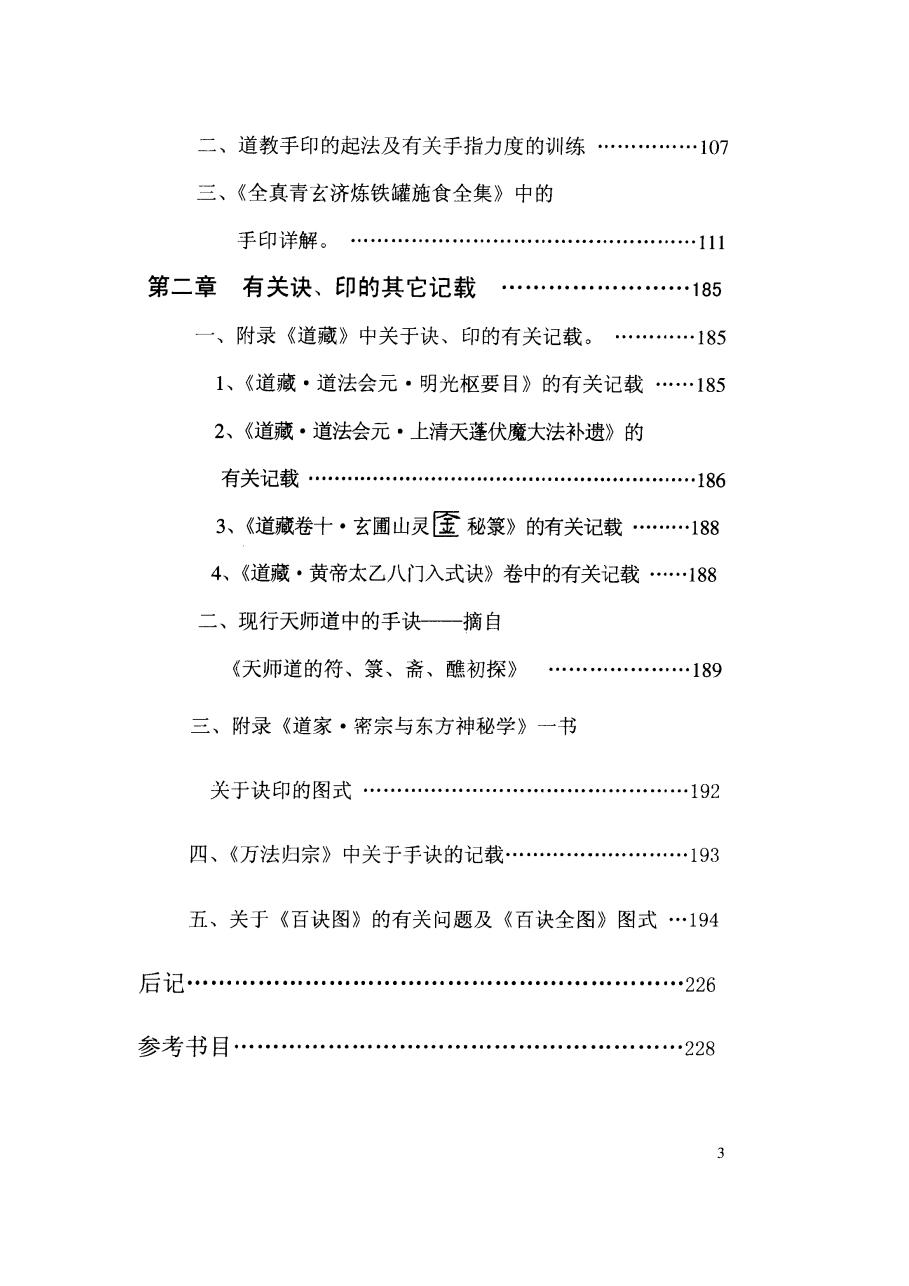 二、道教手印的起法及有关手指力度的训练 ……………107
三、《全真青玄济炼铁罐施食全集》中的
手印详解。 ……………………………………………111
第二章 有关诀、印的其它记载 ……………………185
一、附录《道藏》中关于诀、印的有关记载。 …………185
1、《道藏·道法会元·明光枢要目》的有关记载 ……185
2、《道藏·道法会元·上清天蓬伏魔大法补遗》的
有关记载 ……………………………………………………186
3、《道藏卷十·玄圃山灵 秘箓》的有关记载 ………188
4、《道藏·黄帝太乙八门入式诀》卷中的有关记载 ……188
二、现行天师道中的手诀——摘自
《天师道的符、箓、斋、醮初探》 …………………189
三、附录《道家·密宗与东方神秘学》一书
关于诀印的图式 …………………………………………192
四、《万法归宗》中关于手诀的记载………………………193
五、关于《百诀图》的有关问题及《百诀全图》图式 …194
后记……………………………………………………………226
参考书目………………………………………………………228
3